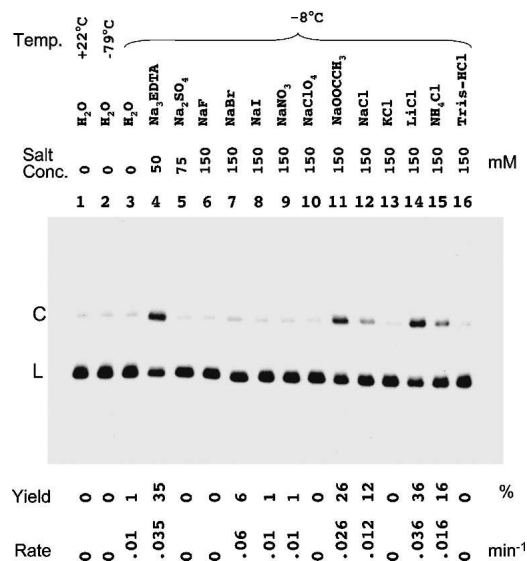 -8°C
Temp. +22°C -79°C
H2O H2O H2O Na3EDTA Na2SO4 NaF NaBr NaI NaNO3 NaClO4 NaOOCCH3 NaCl KCl LiCl NH4Cl Tris-HCl
Salt
Conc. 0 0 0 50 75 150 150 150 150 150 150 150 150 150 150 150 mM
1 2 3 4 5 6 7 8 9 10 11 12 13 14 15 16
C
L
Yield 0 0 1 35 0 0 6 1 1 0 26 12 0 36 16 0 %
Rate 0 0 .01 .035 0 0 .06 .01 .01 0 .026 .012 0 .036 .016 0 min-1